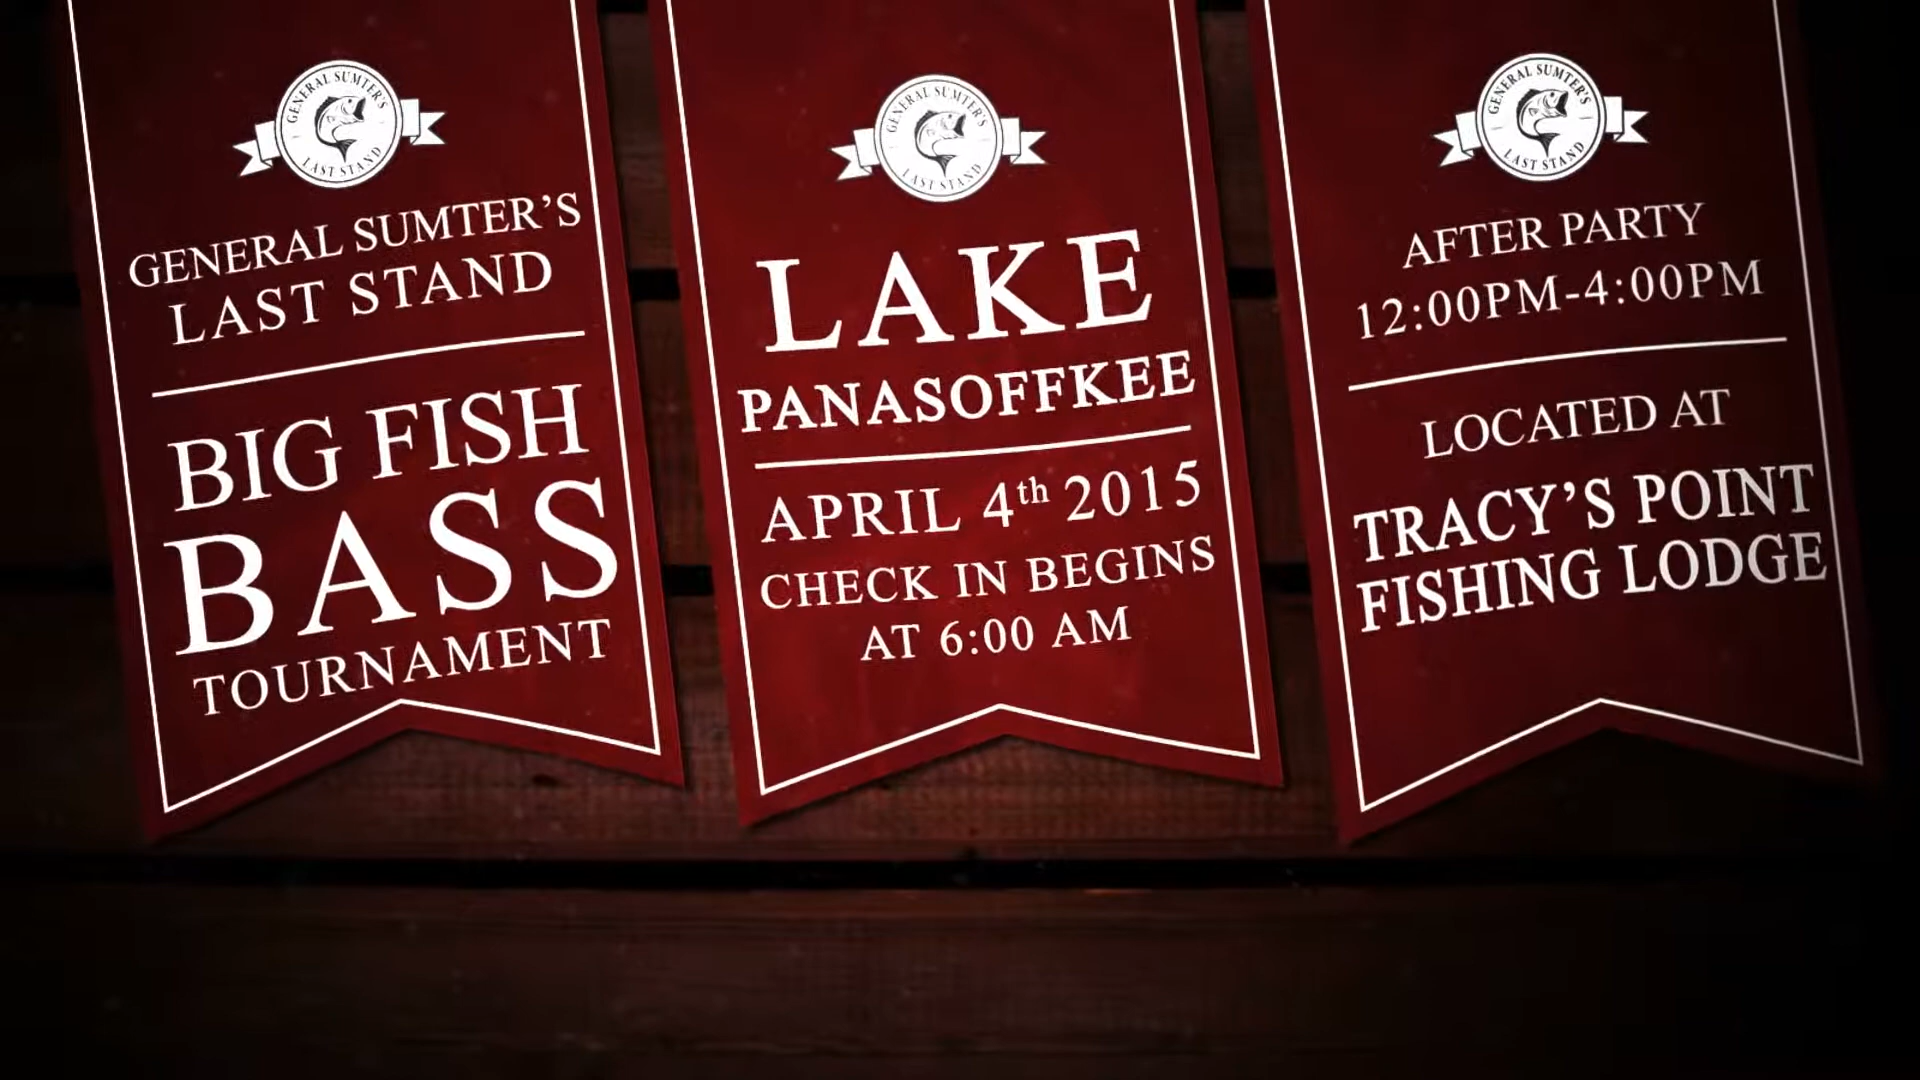 GENERAL SUMTER'S
LAST STAND
GENERAL SUMTER'S
LAST STAND
BIG FISH
BASS
TOURNAMENT
GENERAL SUMTER'S
LAST STAND
LAKE
PANASOFFKEE
APRIL 4th 2015
CHECK IN BEGINS
AT 6:00 AM
GENERAL SUMTER'S
LAST STAND
AFTER PARTY
12:00PM-4:00PM
LOCATED AT
TRACY'S POINT
FISHING LODGE